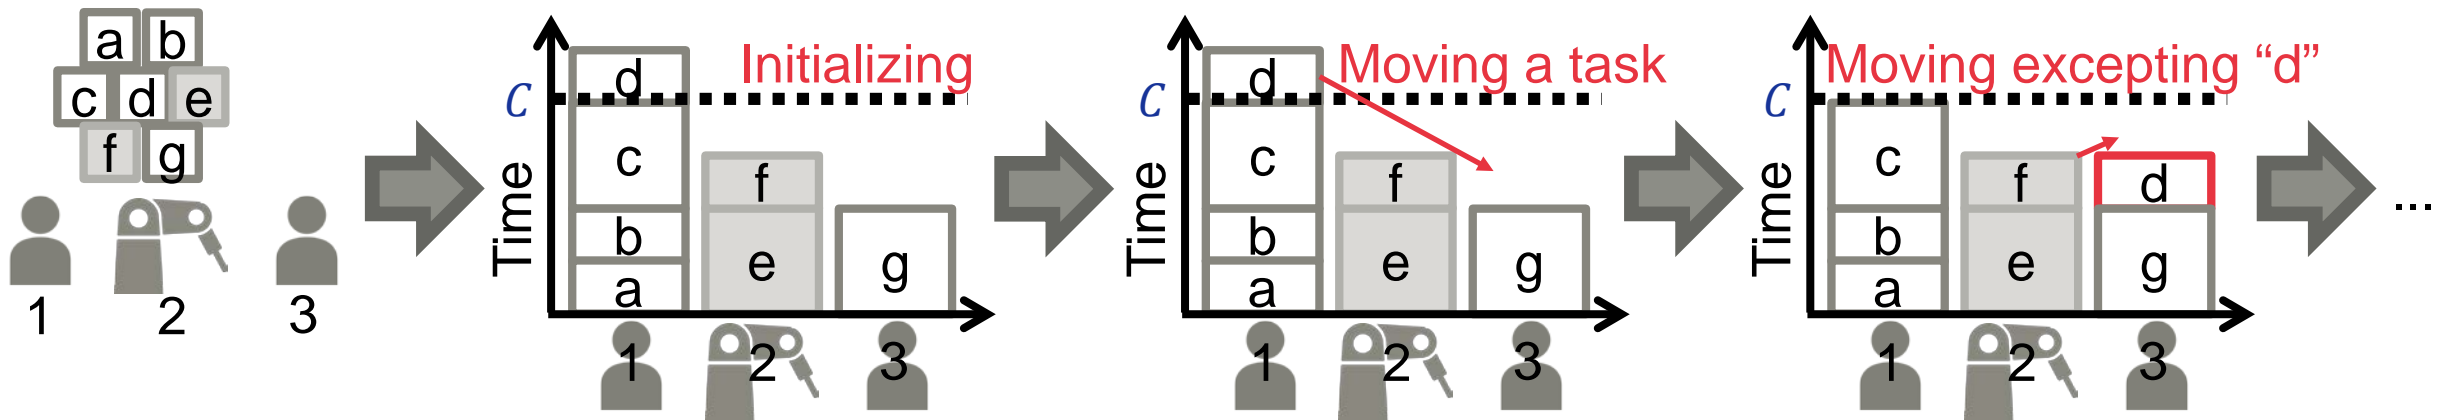 a b
c d e
f g
1 2 3
Initializing
C
Time
d
c
b
a
f
e
g
1 2 3
Moving a task
C
Time
d
c
b
a
f
e
g
1 2 3
Moving excepting “d”
C
Time
c
b
a
f
e
d
g
1 2 3
...